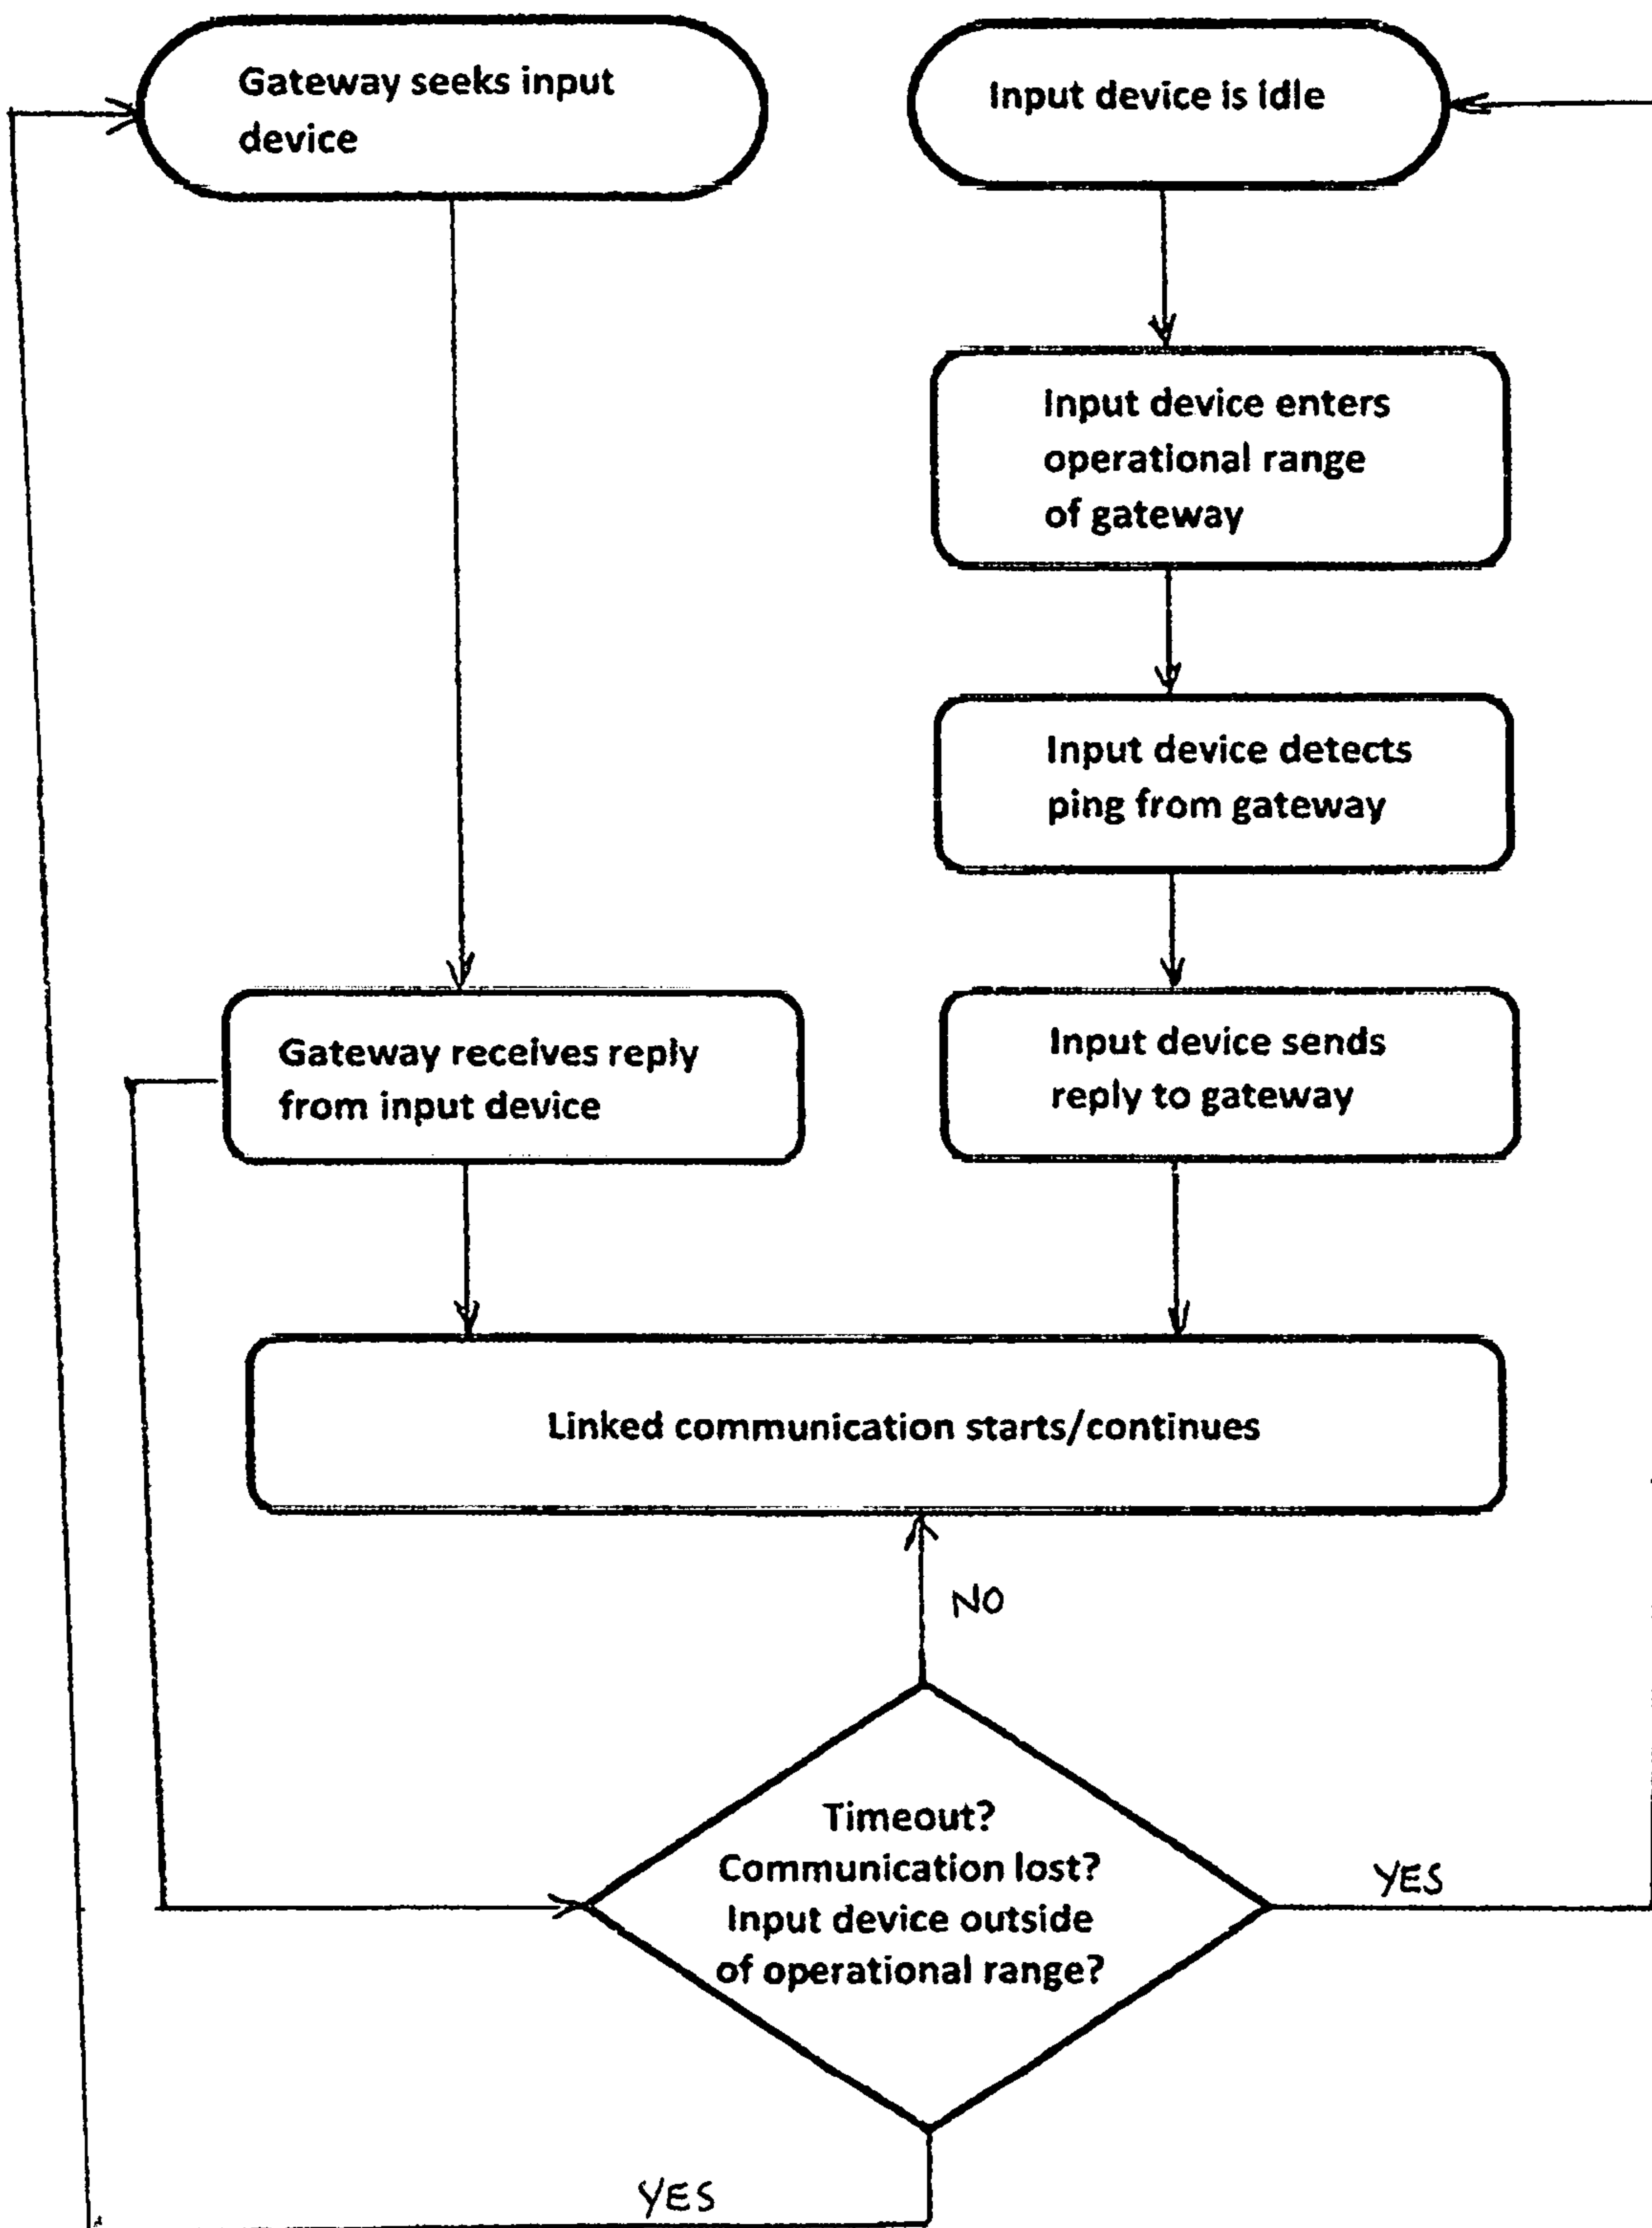 Gateway seeks input
device
Input device is idle
Input device enters
operational range
of gateway
Input device detects
ping from gateway
Gateway receives reply
from input device
Input device sends
reply to gateway
Linked communication starts/continues
NO
Timeout?
Communication lost?
Input device outside
of operational range?
YES
YES